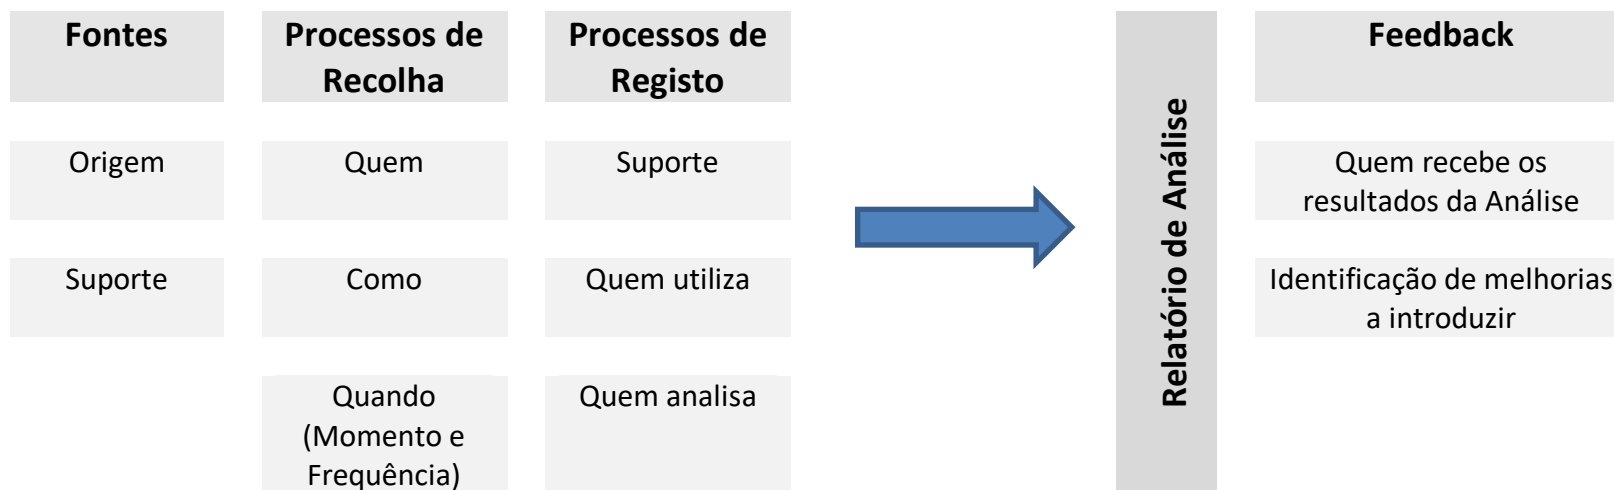 Fontes
Processos de
Recolha
Processos de
Registo
Relatório de Análise
Feedback
Origem
Quem
Suporte
Quem recebe os
resultados da Análise
Suporte
Como
Quem utiliza
Identificação de melhorias
a introduzir
Quando
(Momento e
Frequência)
Quem analisa